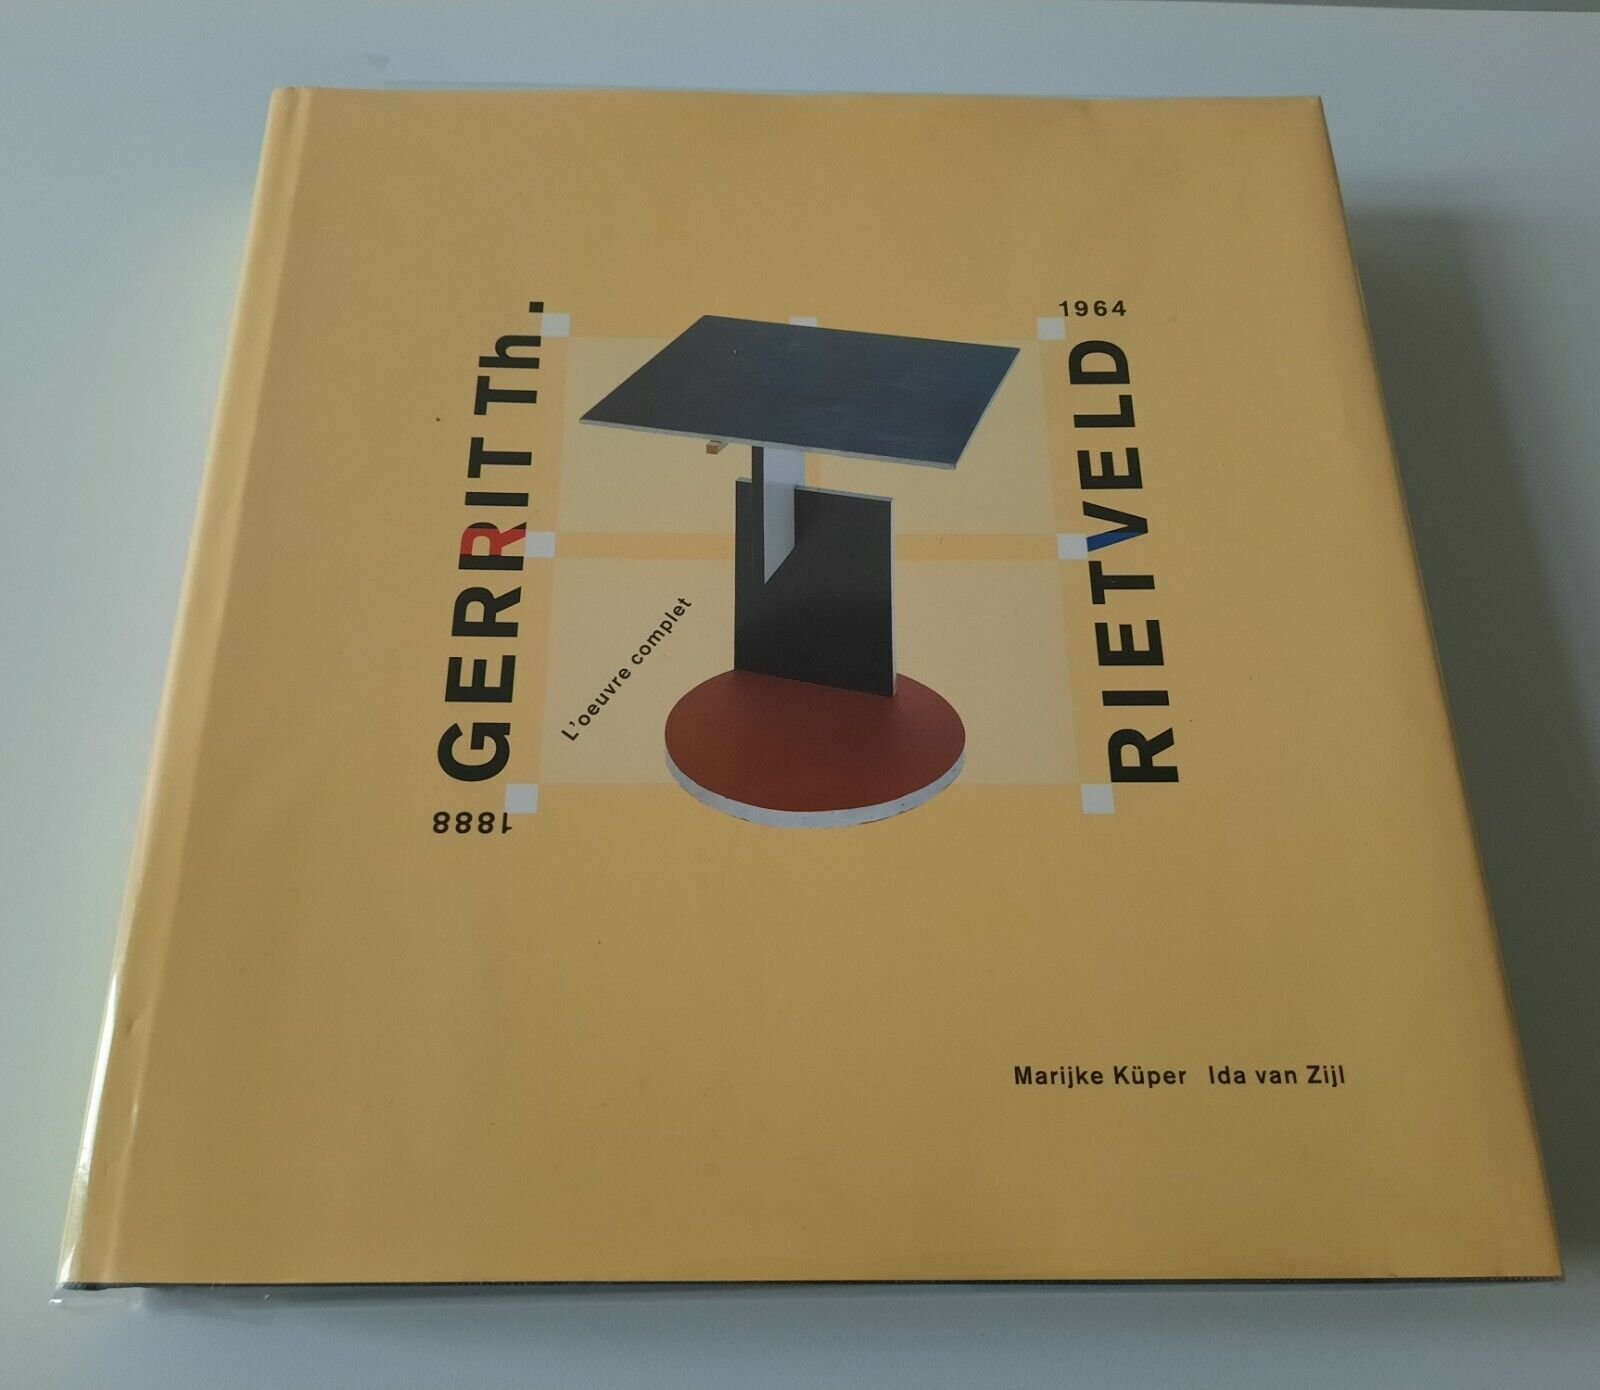 1888
GERRIT Th.
L'oeuvre complet
RIETVELD
1964
Marijke Küper Ida van Zijl